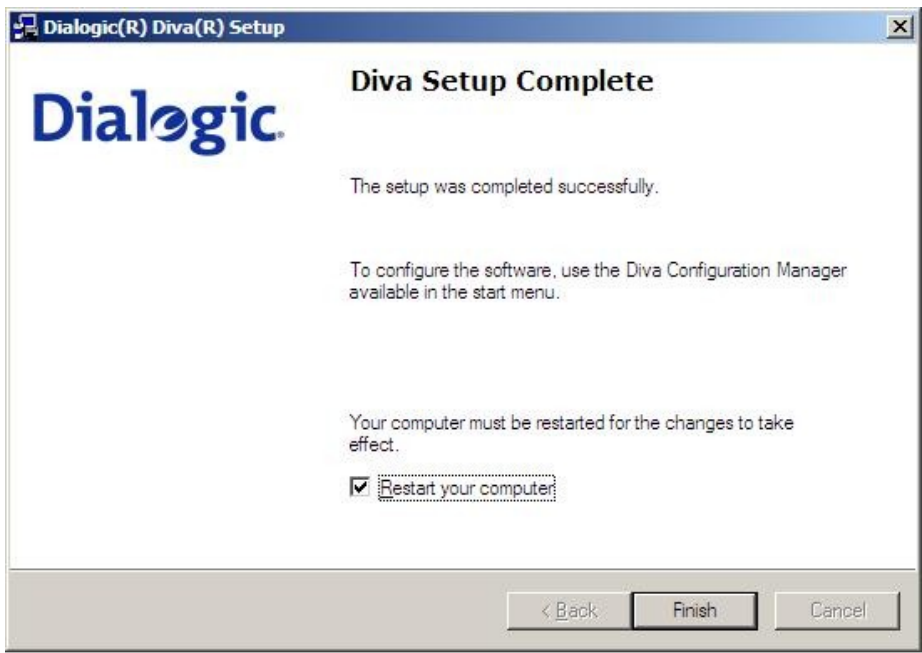 Dialogic(R) Diva(R) Setup
Dialogic.
Diva Setup Complete
The setup was completed successfully.
To configure the software, use the Diva Configuration Manager
available in the start menu.
Your computer must be restarted for the changes to take
effect.
Restart your computer
< Back
Finish
Cancel